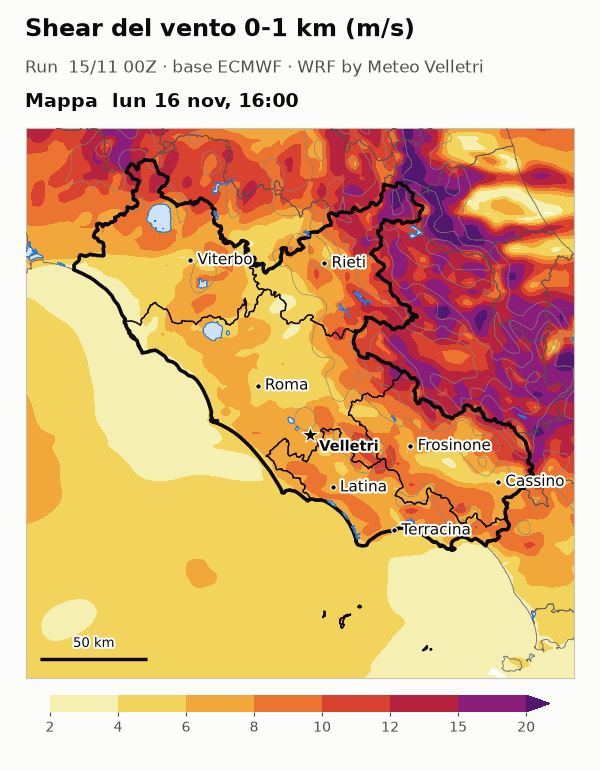 Shear del vento 0-1 km (m/s)
Run  15/11 00Z · base ECMWF · WRF by Meteo Velletri
Mappa  lun 16 nov, 16:00
Viterbo
Rieti
Roma
Velletri
Frosinone
Latina
Cassino
Terracina
50 km
2 4 6 8 10 12 15 20